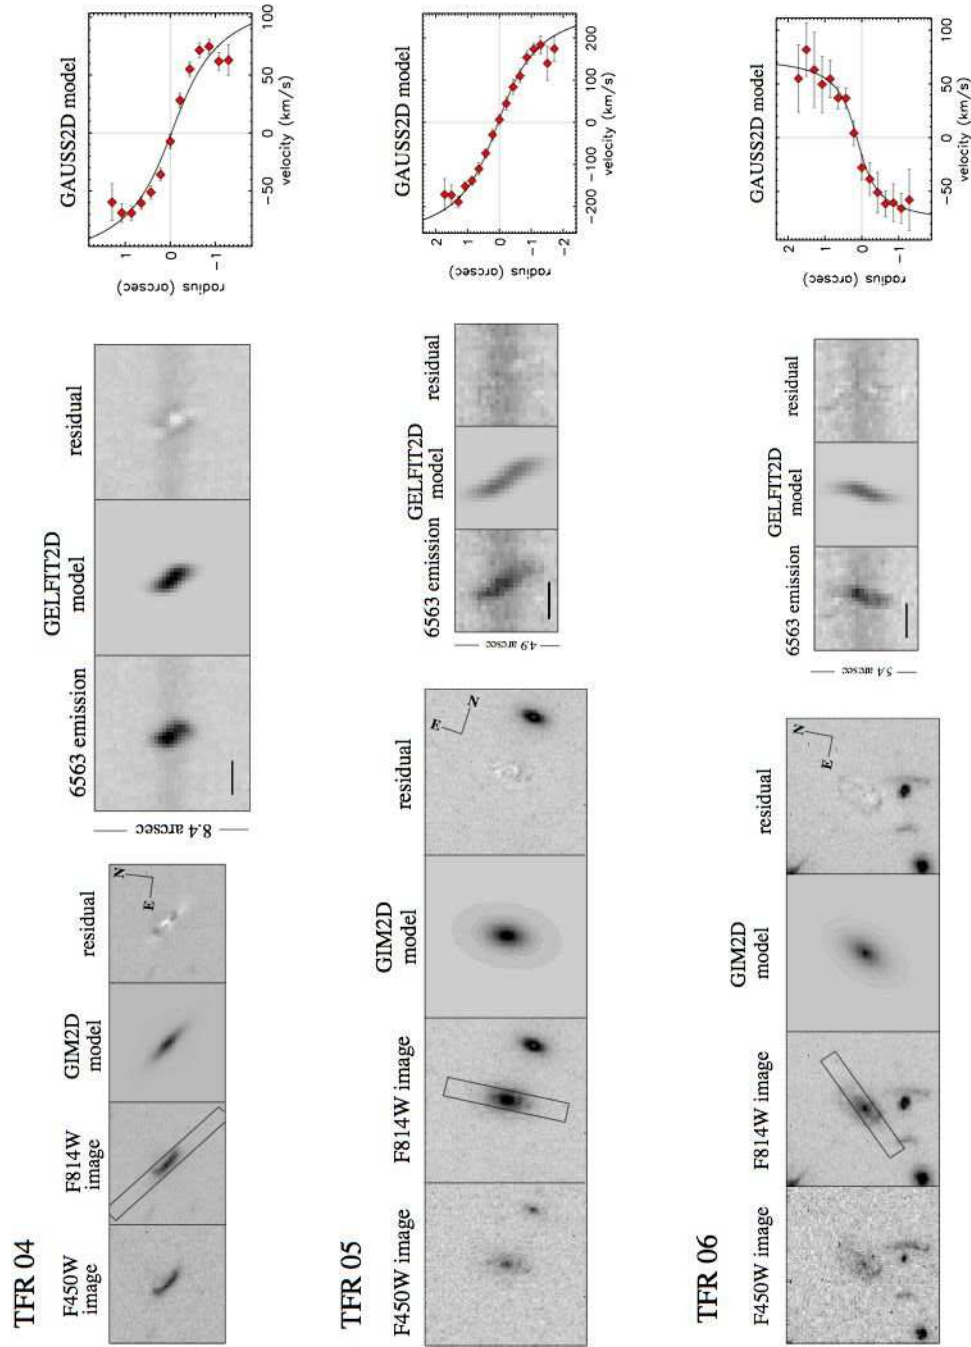 TFR 04
F450W
image
F814W
image
GIM2D
model
residual
N
E
8.4 arcsec
6563 emission
GELFIT2D
model
residual
GAUSS2D model
radius (arcsec)
1
0
-1
velocity (km/s)
-50
0
50
100
TFR 05
F450W image
F814W image
GIM2D
model
residual
E
N
4.9 arcsec
6563 emission
GELFIT2D
model
residual
GAUSS2D model
radius (arcsec)
2
1
0
-1
-2
velocity (km/s)
-200
-100
0
100
200
TFR 06
F450W image
F814W image
GIM2D
model
residual
N
E
5.4 arcsec
6563 emission
GELFIT2D
model
residual
GAUSS2D model
radius (arcsec)
2
1
0
-1
velocity (km/s)
-50
0
50
100